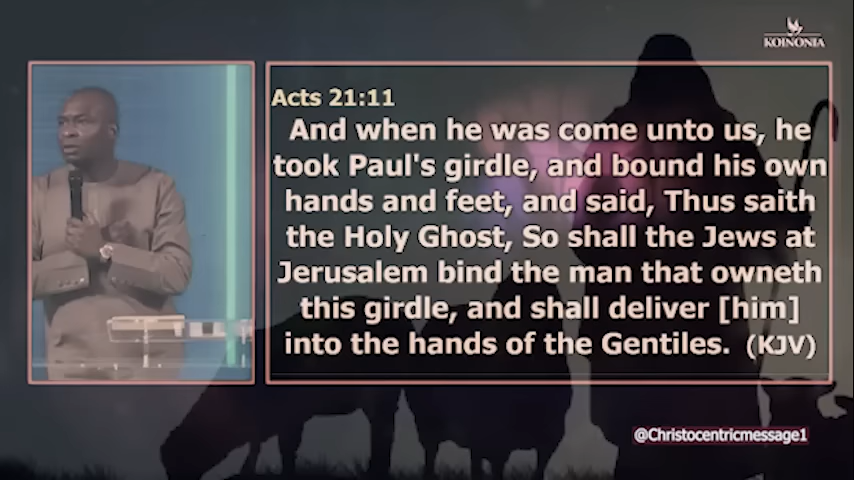 KOINONIA
Acts 21:11
And when he was come unto us, he
took Paul's girdle, and bound his own
hands and feet, and said, Thus saith
the Holy Ghost, So shall the Jews at
Jerusalem bind the man that owneth
this girdle, and shall deliver [him]
into the hands of the Gentiles. (KJV)
@Christocentricmessage1